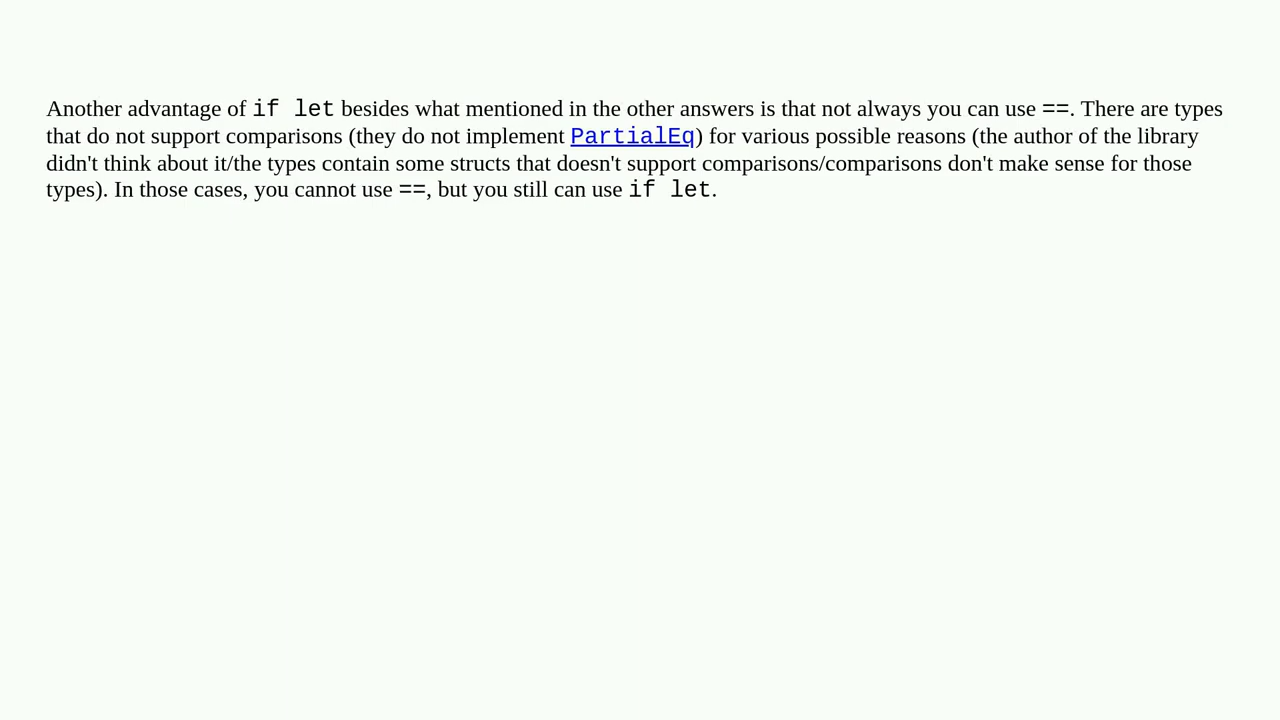 Another advantage of if let besides what mentioned in the other answers is that not always you can use ==. There are types
that do not support comparisons (they do not implement PartialEq) for various possible reasons (the author of the library
didn't think about it/the types contain some structs that doesn't support comparisons/comparisons don't make sense for those
types). In those cases, you cannot use ==, but you still can use if let.